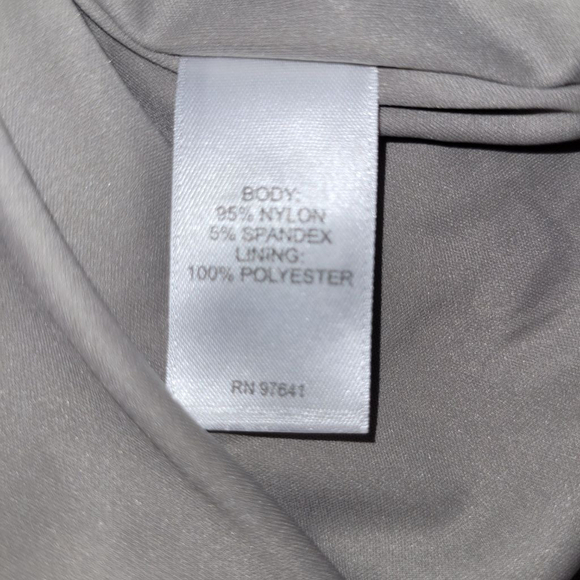 BODY:
95% NYLON
5% SPANDEX
LINING:
100% POLYESTER
RN 97641